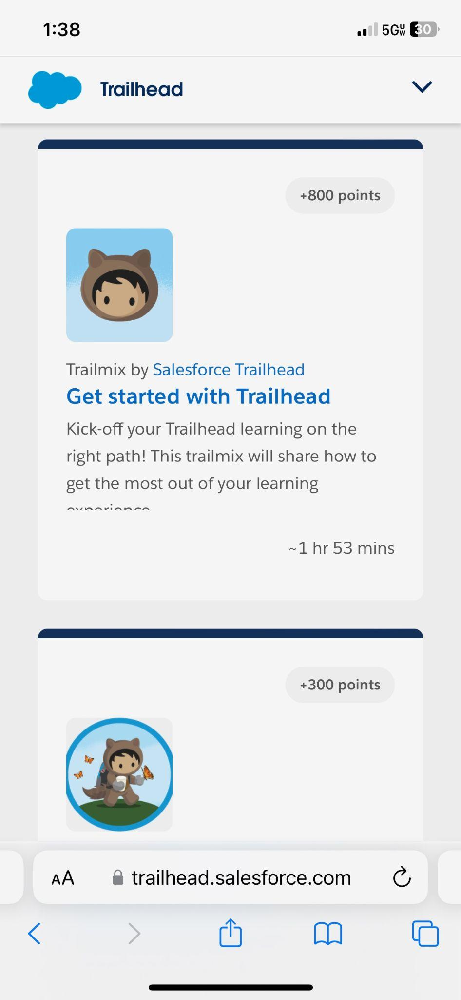 1:38
5G UW 30
Trailhead
+800 points
Trailmix by Salesforce Trailhead
Get started with Trailhead
Kick-off your Trailhead learning on the
right path! This trailmix will share how to
get the most out of your learning
experience
~1 hr 53 mins
+300 points
AA trailhead.salesforce.com